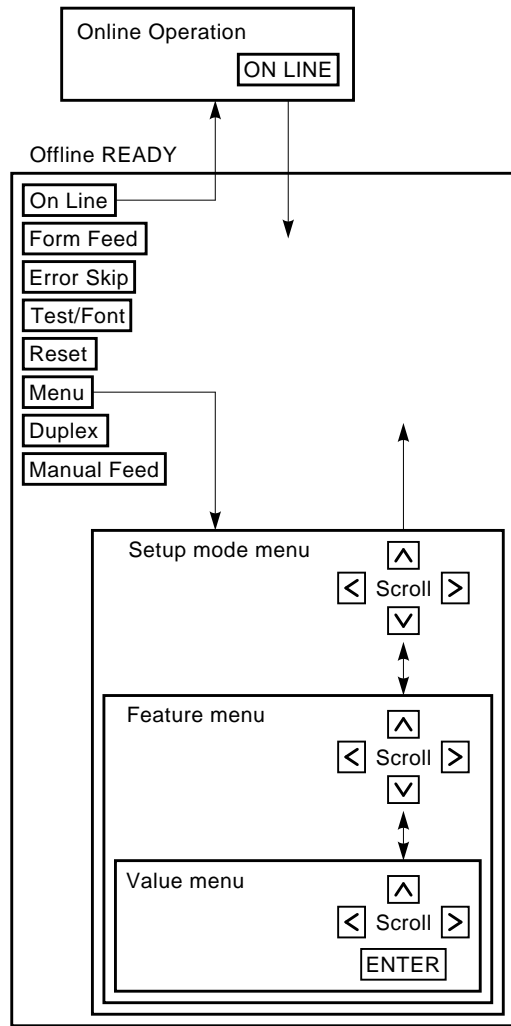 Online Operation
ON LINE
Offline READY
On Line
Form Feed
Error Skip
Test/Font
Reset
Menu
Duplex
Manual Feed
Setup mode menu
Scroll
Feature menu
Scroll
Value menu
Scroll
ENTER